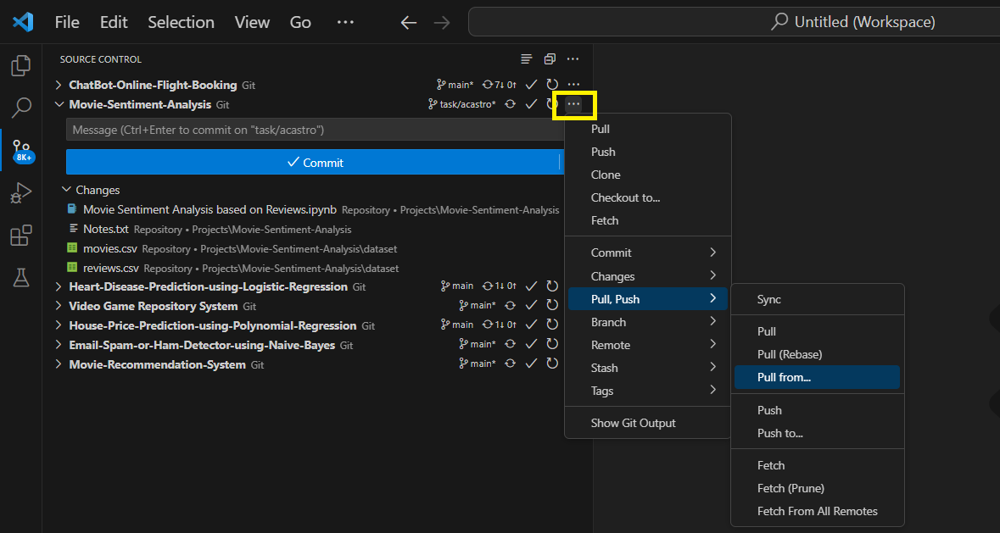 File Edit Selection View Go ··· Untitled (Workspace)
SOURCE CONTROL
ChatBot-Online-Flight-Booking Git main* 7↓ 0↑
Movie-Sentiment-Analysis Git task/acastro*
Message (Ctrl+Enter to commit on "task/acastro")
Commit
Changes
Movie Sentiment Analysis based on Reviews.ipynb Repository • Projects\Movie-Sentiment-Analysis
Notes.txt Repository • Projects\Movie-Sentiment-Analysis
movies.csv Repository • Projects\Movie-Sentiment-Analysis\dataset
reviews.csv Repository • Projects\Movie-Sentiment-Analysis\dataset
Heart-Disease-Prediction-using-Logistic-Regression Git main 1↓ 0↑
Video Game Repository System Git main*
House-Price-Prediction-using-Polynomial-Regression Git main 1↓ 0↑
Email-Spam-or-Ham-Detector-using-Naive-Bayes Git main*
Movie-Recommendation-System Git main*
8K+
Pull
Push
Clone
Checkout to...
Fetch
Commit
Changes
Pull, Push
Branch
Remote
Stash
Tags
Show Git Output
Sync
Pull
Pull (Rebase)
Pull from...
Push
Push to...
Fetch
Fetch (Prune)
Fetch From All Remotes